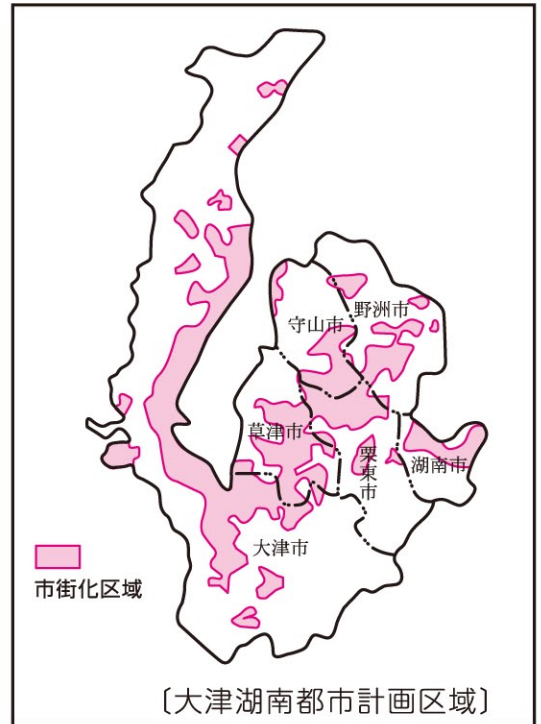 野洲市
守山市
草津市
栗東市
湖南市
大津市
市街化区域
〔大津湖南都市計画区域〕